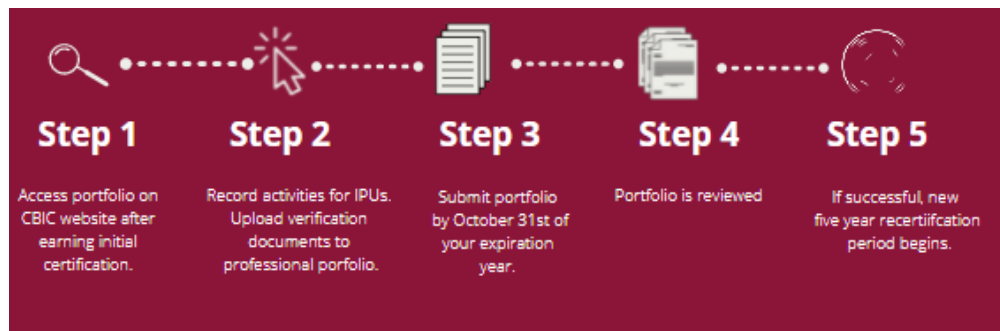 Step 1
Access portfolio on
CBIC website after
earning initial
certification.
Step 2
Record activities for IPUs.
Upload verification
documents to
professional porfolio.
Step 3
Submit portfolio
by October 31st of
your expiration
year.
Step 4
Portfolio is reviewed
Step 5
If successful, new
five year recertiifcation
period begins.